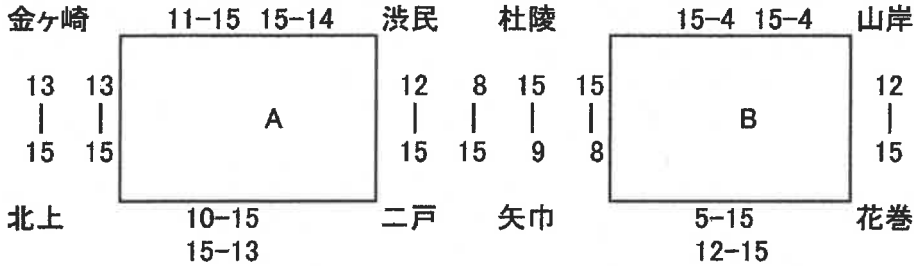 金ヶ崎 11-15 15-14 渋民 杜陵 15-4 15-4 山岸
13 13 12 8 15 15 12
| | A | | | | B |
15 15 15 15 9 8 15
北上 10-15 二戸 矢巾 5-15 花巻
15-13 12-15